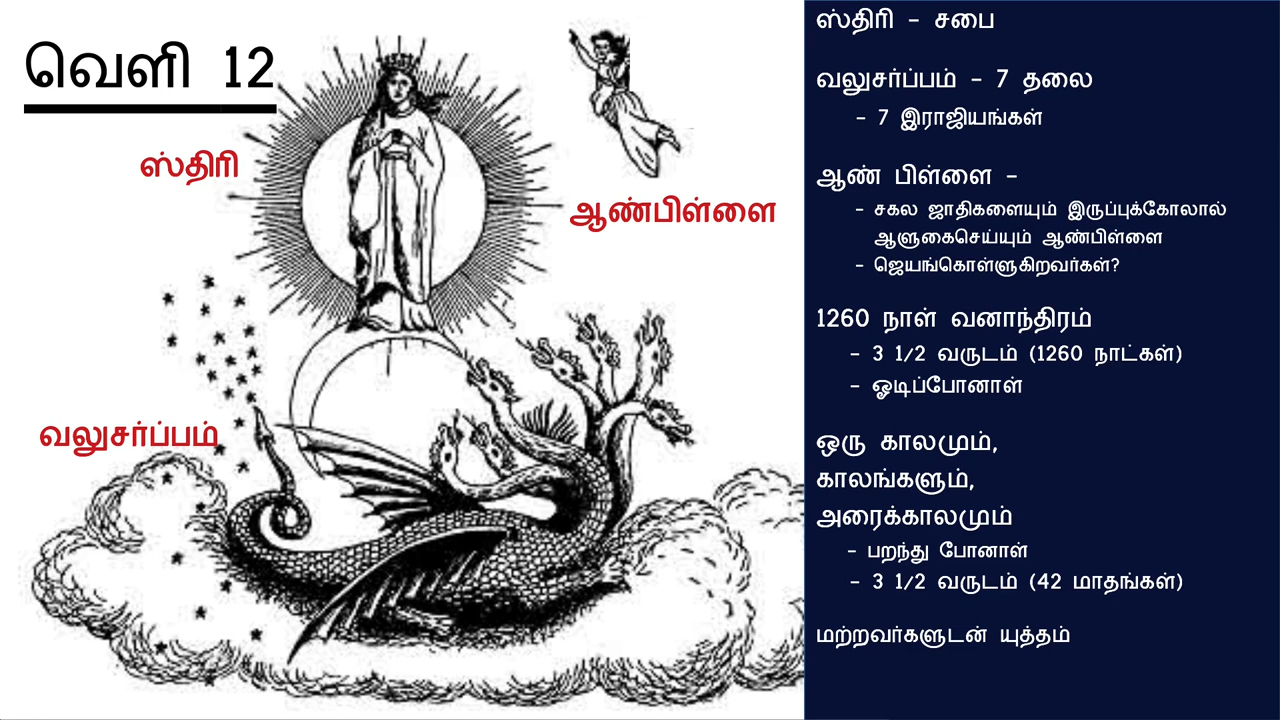 வெளி 12
ஸ்திரி
ஆண்பிள்ளை
வலுசர்ப்பம்
ஸ்திரி - சபை
வலுசர்ப்பம் - 7 தலை
- 7 இராஜியங்கள்
ஆண் பிள்ளை -
- சகல ஜாதிகளையும் இருப்புக்கோலால்
ஆளுகைசெய்யும் ஆண்பிள்ளை
- ஜெயங்கொள்ளுகிறவர்கள்?
1260 நாள் வனாந்திரம்
- 3 1/2 வருடம் (1260 நாட்கள்)
- ஓடிப்போனாள்
ஒரு காலமும்,
காலங்களும்,
அரைக்காலமும்
- பறந்து போனாள்
- 3 1/2 வருடம் (42 மாதங்கள்)
மற்றவர்களுடன் யுத்தம்